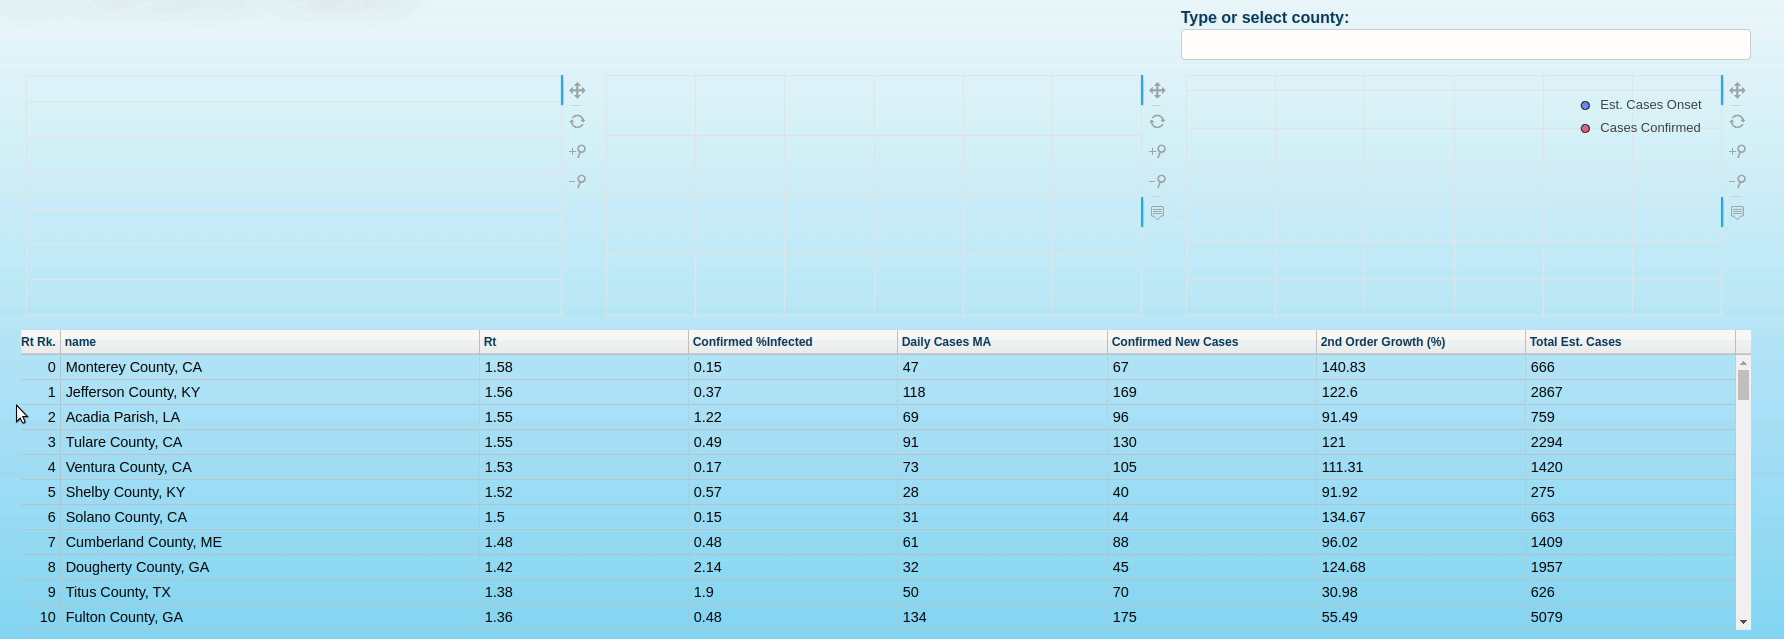 Type or select county:
Est. Cases Onset
Cases Confirmed
Rt Rk. name Rt Confirmed %Infected Daily Cases MA Confirmed New Cases 2nd Order Growth (%) Total Est. Cases
0 Monterey County, CA 1.58 0.15 47 67 140.83 666
1 Jefferson County, KY 1.56 0.37 118 169 122.6 2867
2 Acadia Parish, LA 1.55 1.22 69 96 91.49 759
3 Tulare County, CA 1.55 0.49 91 130 121 2294
4 Ventura County, CA 1.53 0.17 73 105 111.31 1420
5 Shelby County, KY 1.52 0.57 28 40 91.92 275
6 Solano County, CA 1.5 0.15 31 44 134.67 663
7 Cumberland County, ME 1.48 0.48 61 88 96.02 1409
8 Dougherty County, GA 1.42 2.14 32 45 124.68 1957
9 Titus County, TX 1.38 1.9 50 70 30.98 626
10 Fulton County, GA 1.36 0.48 134 175 55.49 5079